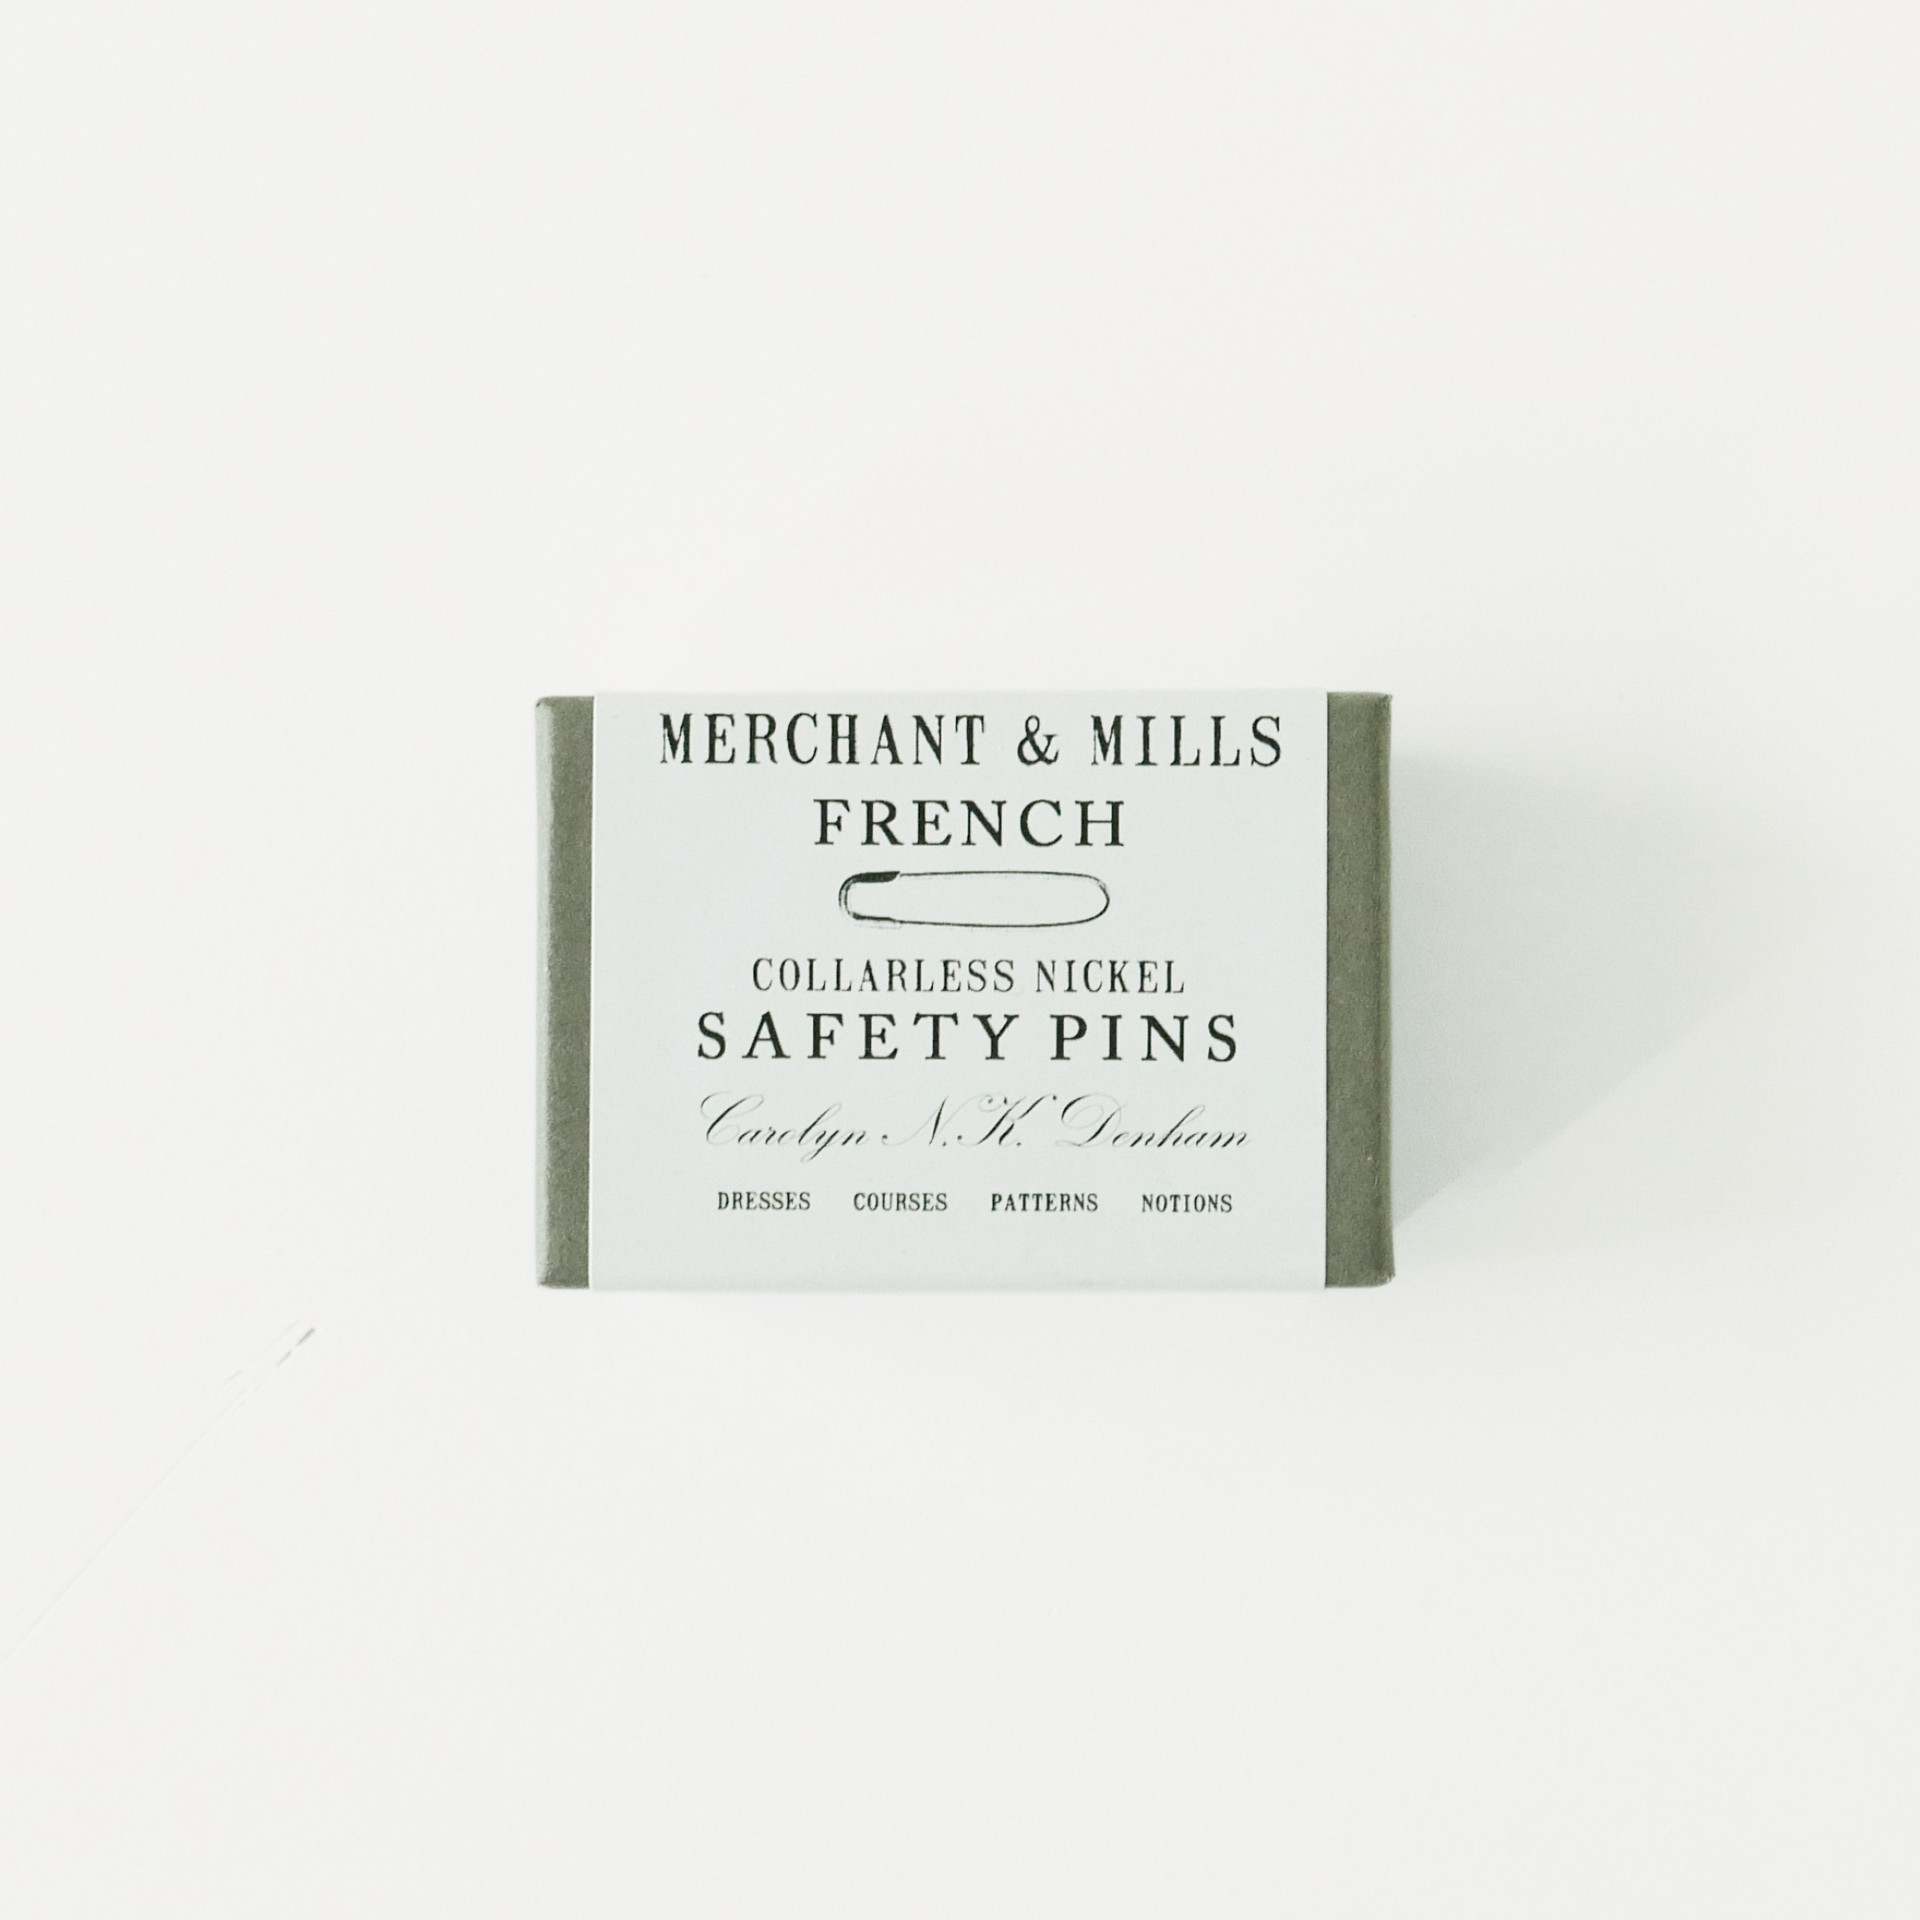 MERCHANT & MILLS
FRENCH
COLLARLESS NICKEL
SAFETY PINS
Carolyn N.K. Denham
DRESSES COURSES PATTERNS NOTIONS